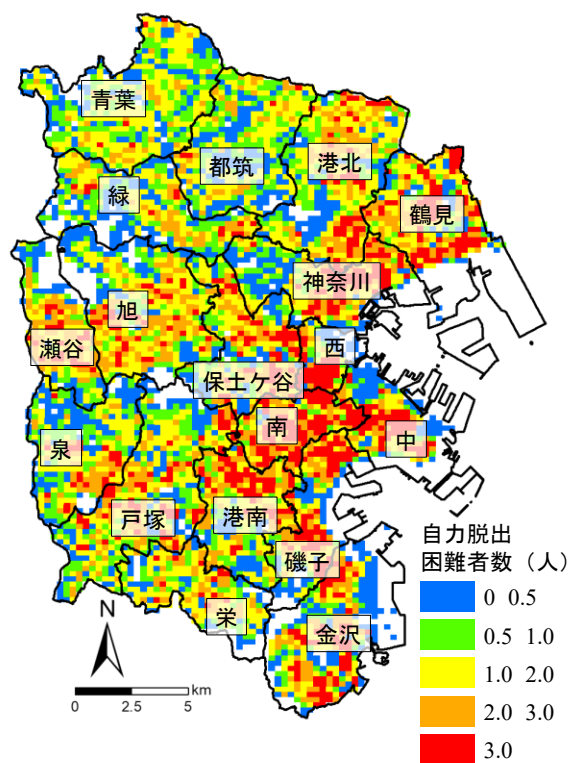 青葉
都筑
港北
緑
鶴見
神奈川
旭
瀬谷
西
保土ケ谷
南
中
泉
戸塚
港南
磯子
栄
金沢
自力脱出
困難者数（人）
0 0.5
0.5 1.0
1.0 2.0
2.0 3.0
3.0
N
km
0 2.5 5